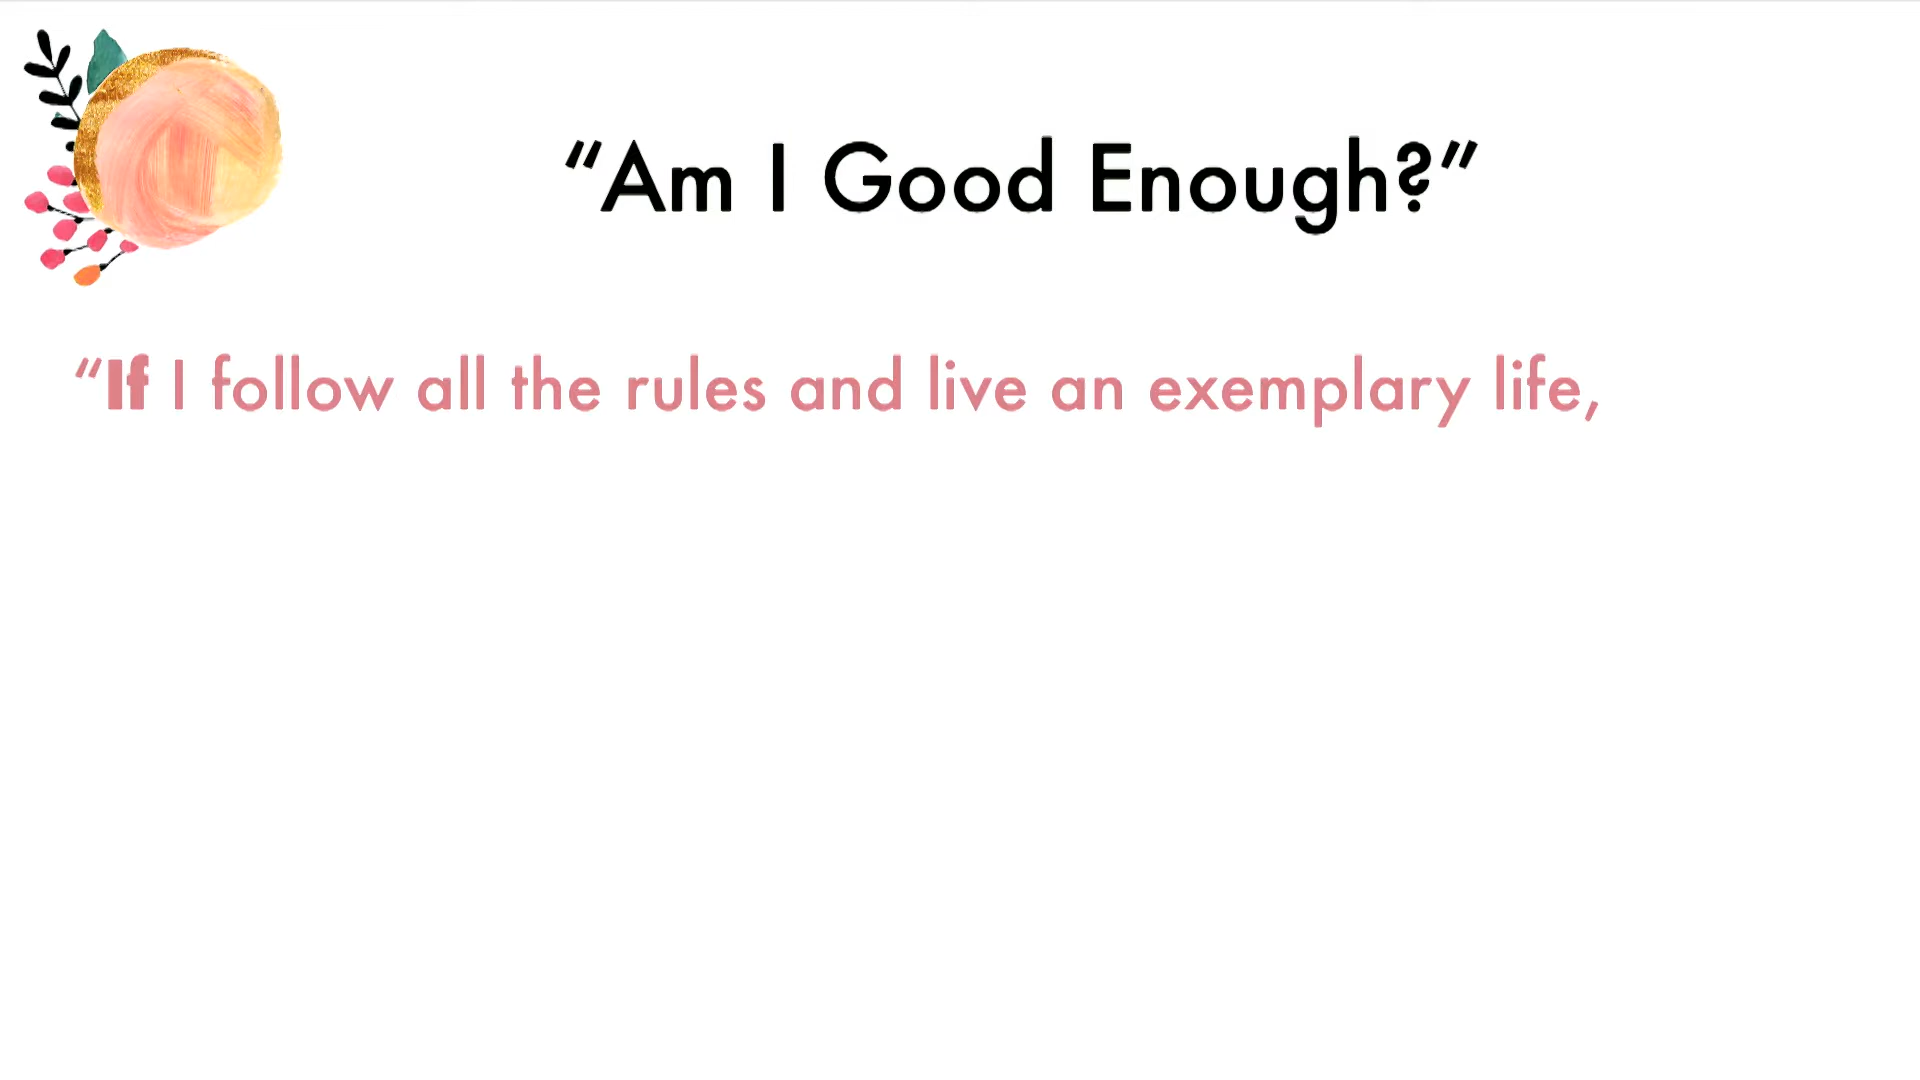 “Am I Good Enough?”
“If I follow all the rules and live an exemplary life,